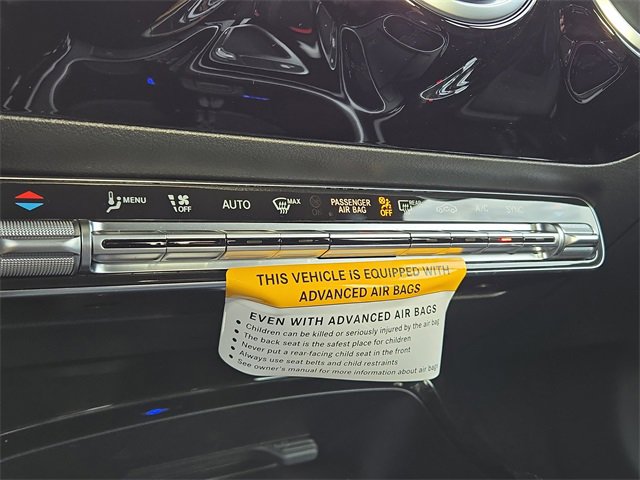 MENU
OFF
AUTO
MAX
ON
PASSENGER
AIR BAG
OFF
REAR
A/C
SYNC
THIS VEHICLE IS EQUIPPED WITH
ADVANCED AIR BAGS
EVEN WITH ADVANCED AIR BAGS
• Children can be killed or seriously injured by the air bag
• The back seat is the safest place for children
• Never put a rear-facing child seat in the front
• Always use seat belts and child restraints
• See owner's manual for more information about air bags